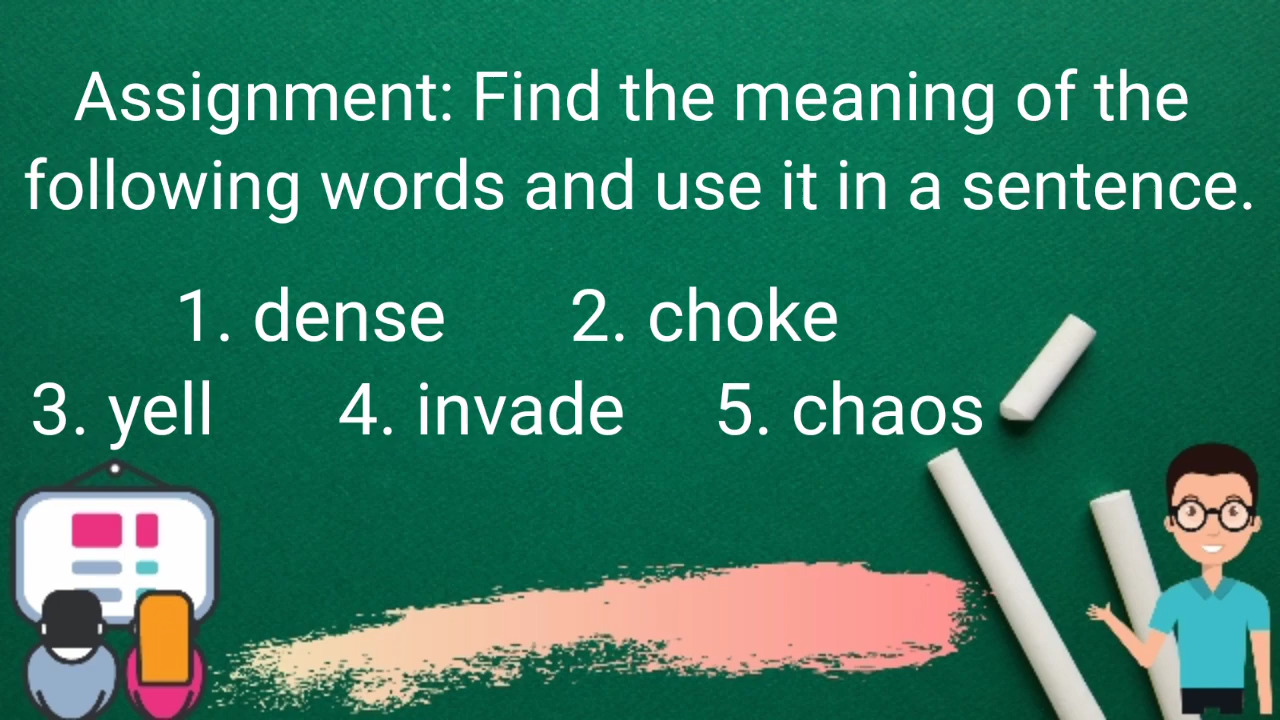 Assignment: Find the meaning of the
following words and use it in a sentence.
1. dense 2. choke
3. yell 4. invade 5. chaos